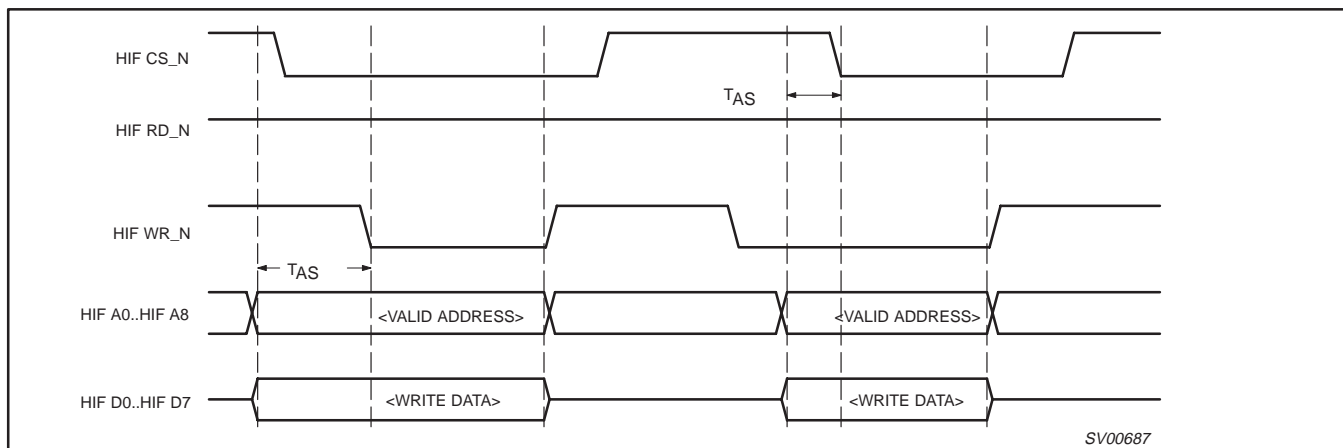 HIF CS_N
TAS
HIF RD_N
HIF WR_N
TAS
HIF A0..HIF A8
<VALID ADDRESS>
<VALID ADDRESS>
HIF D0..HIF D7
<WRITE DATA>
<WRITE DATA>
SV00687